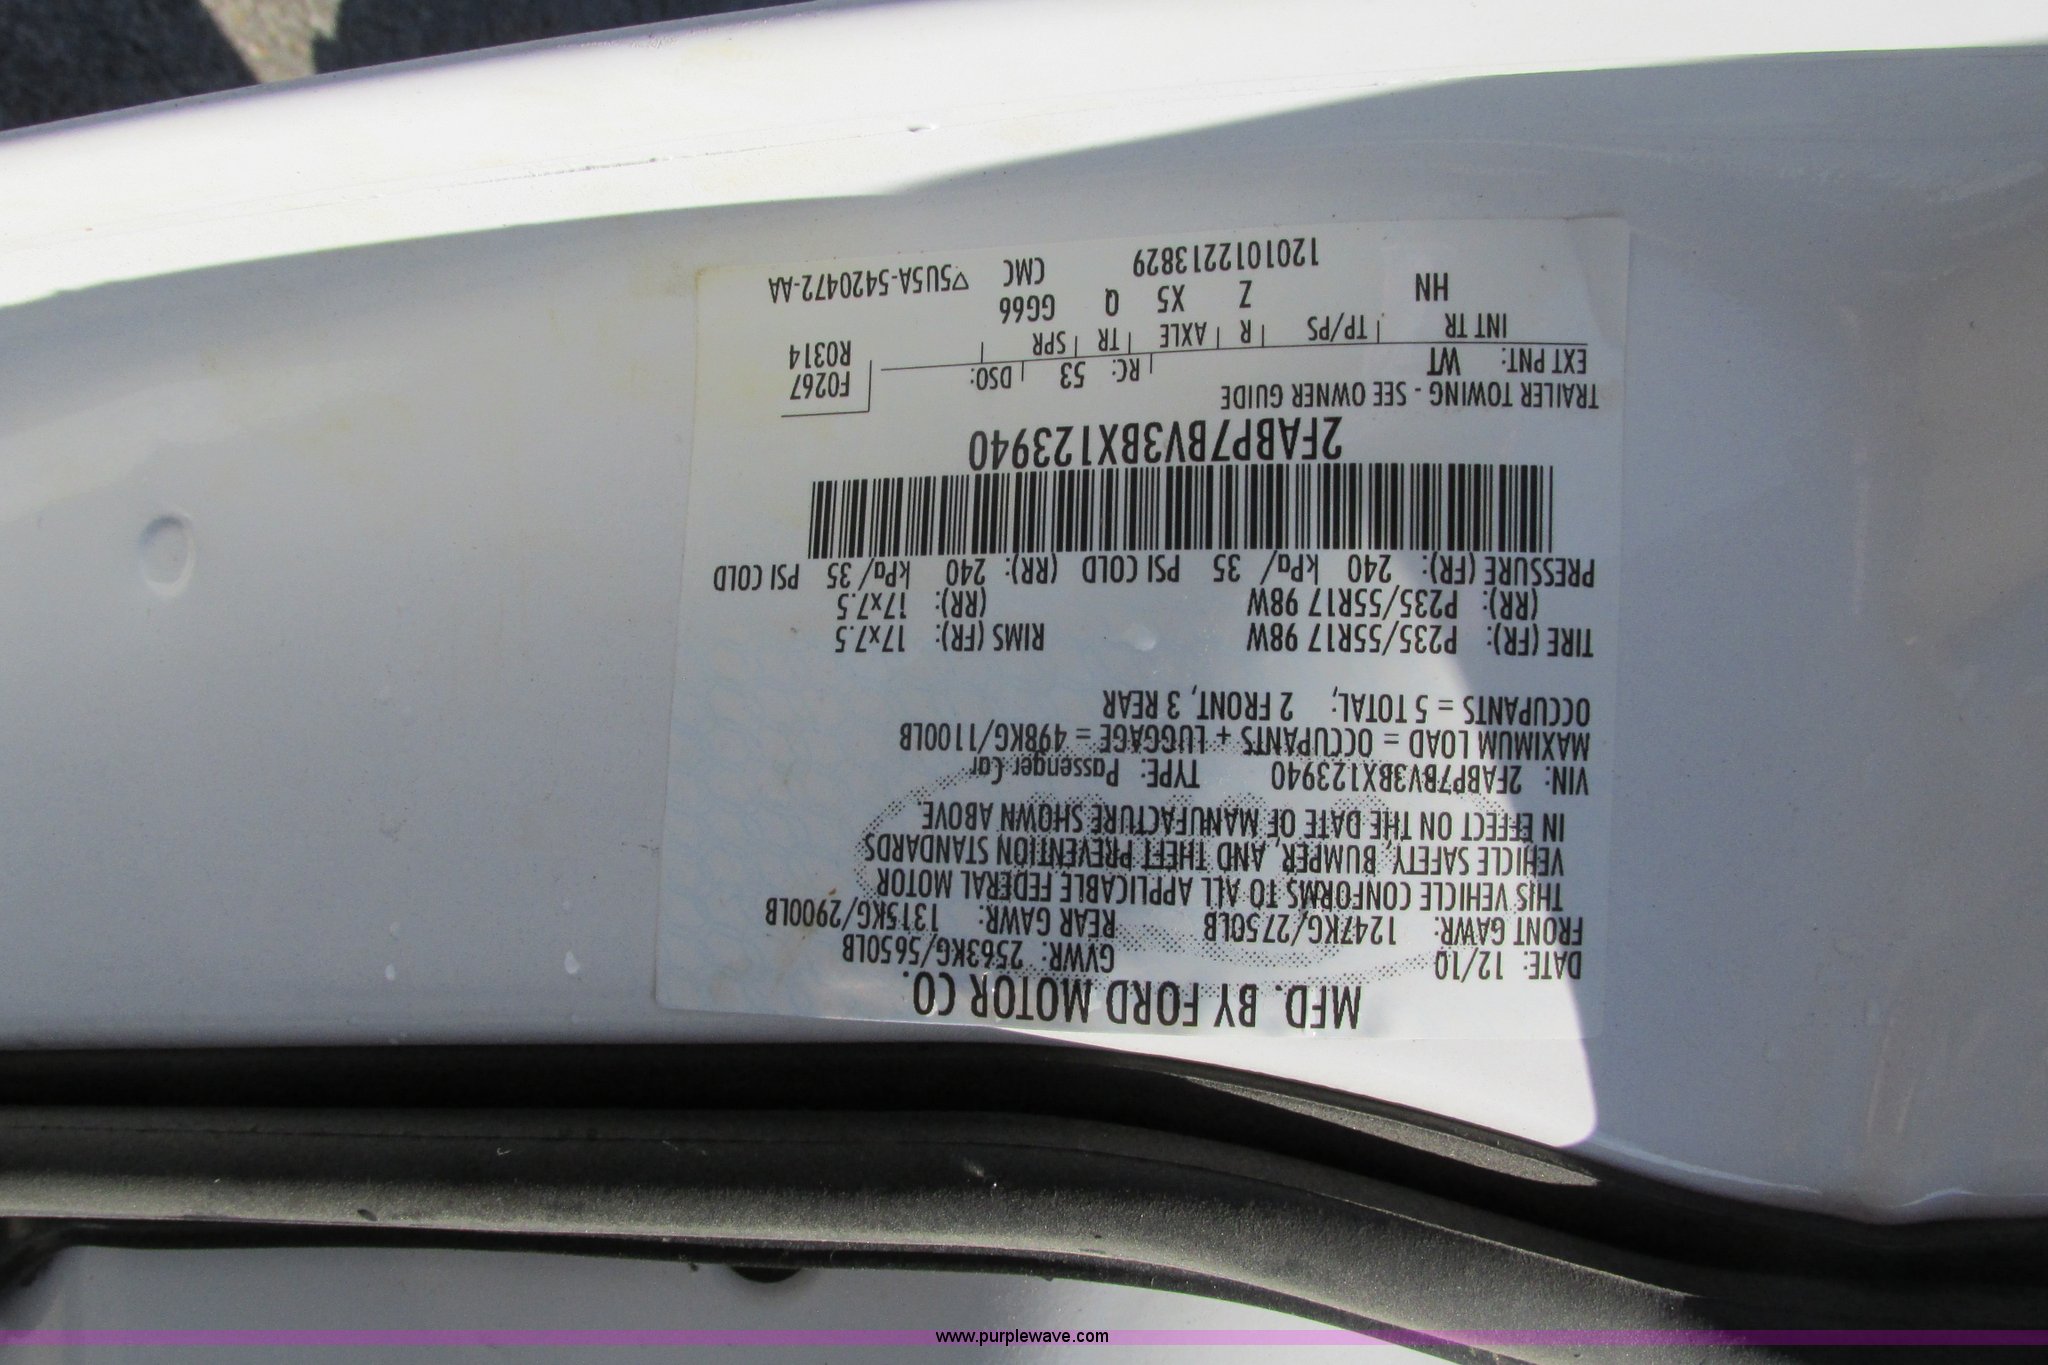 MFD. BY FORD MOTOR CO.
DATE: 12/10 GVWR: 2563KG/5650LB
FRONT GAWR: 1247KG/2750LB REAR GAWR: 1315KG/2900LB
THIS VEHICLE CONFORMS TO ALL APPLICABLE FEDERAL MOTOR
VEHICLE SAFETY, BUMPER, AND THEFT PREVENTION STANDARDS
IN EFFECT ON THE DATE OF MANUFACTURE SHOWN ABOVE.
VIN: 2FABP7BV3BX123940 TYPE: Passenger Car
MAXIMUM LOAD = OCCUPANTS + LUGGAGE = 498KG/1100LB
OCCUPANTS = 5 TOTAL; 2 FRONT, 3 REAR
TIRE (FR): P235/55R17 98W RIMS (FR): 17x7.5
(RR): P235/55R17 98W (RR): 17x7.5
PRESSURE (FR): 240 kPa/ 35 PSI COLD (RR): 240 kPa/ 35 PSI COLD
2FABP7BV3BX123940
TRAILER TOWING - SEE OWNER GUIDE F0267
EXT PNT: WT RC: 53 DSO: R0314
INT TR TP/PS R AXLE TR SPR
HN Z X5 Q GG66
1201012213829 CMC ▽5U5A-5420472-AA
www.purplewave.com